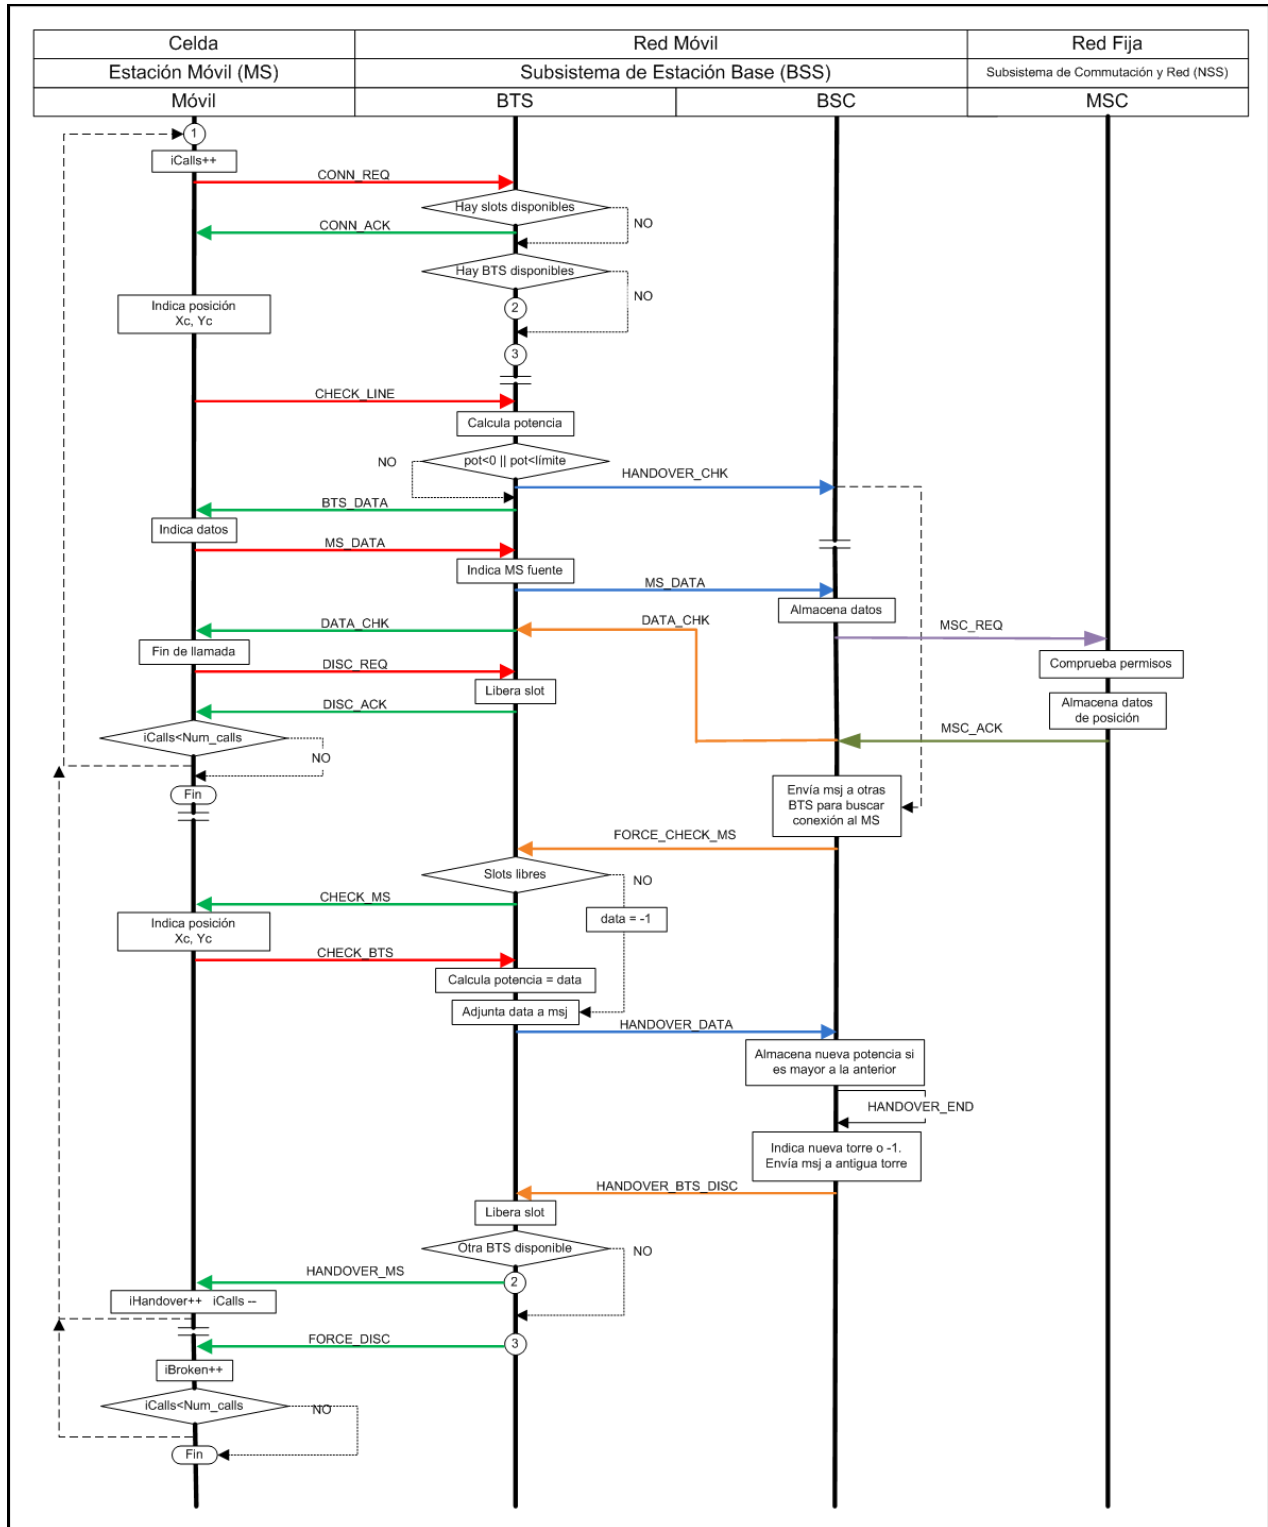 Celda
Red Móvil
Red Fija
Estación Móvil (MS)
Subsistema de Estación Base (BSS)
Subsistema de Commutación y Red (NSS)
Móvil
BTS
BSC
MSC
1
iCalls++
CONN_REQ
Hay slots disponibles
NO
CONN_ACK
Hay BTS disponibles
NO
Indica posición
Xc, Yc
2
3
CHECK_LINE
Calcula potencia
NO
pot<0 || pot<límite
HANDOVER_CHK
BTS_DATA
Indica datos
MS_DATA
Indica MS fuente
MS_DATA
Almacena datos
DATA_CHK
DATA_CHK
MSC_REQ
Fin de llamada
Comprueba permisos
DISC_REQ
Libera slot
Almacena datos
de posición
DISC_ACK
MSC_ACK
iCalls<Num_calls
NO
Fin
Envía msj a otras
BTS para buscar
conexión al MS
FORCE_CHECK_MS
Slots libres
NO
CHECK_MS
data = -1
Indica posición
Xc, Yc
CHECK_BTS
Calcula potencia = data
Adjunta data a msj
HANDOVER_DATA
Almacena nueva potencia si
es mayor a la anterior
HANDOVER_END
Indica nueva torre o -1.
Envía msj a antigua torre
HANDOVER_BTS_DISC
Libera slot
Otra BTS disponible
NO
HANDOVER_MS
2
iHandover++ iCalls --
FORCE_DISC
3
iBroken++
iCalls<Num_calls
NO
Fin